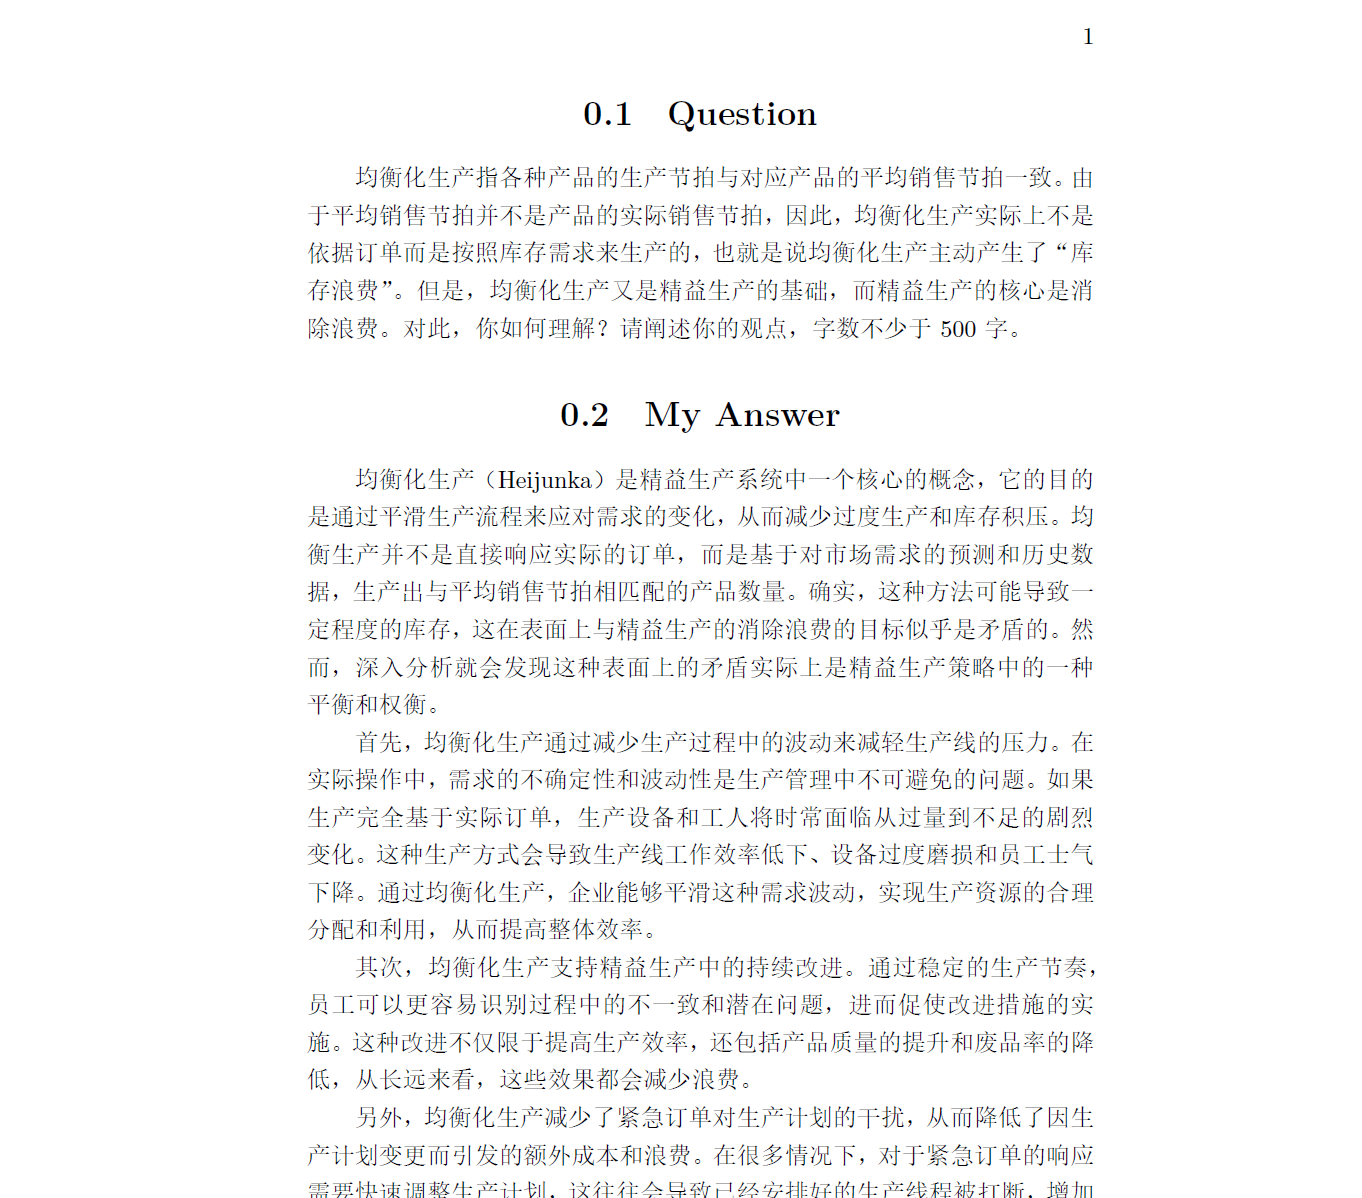 1
0.1 Question
均衡化生产指各种产品的生产节拍与对应产品的平均销售节拍一致。由
于平均销售节拍并不是产品的实际销售节拍，因此，均衡化生产实际上不是
依据订单而是按照库存需求来生产的，也就是说均衡化生产主动产生了“库
存浪费”。但是，均衡化生产又是精益生产的基础，而精益生产的核心是消
除浪费。对此，你如何理解？请阐述你的观点，字数不少于 500 字。
0.2 My Answer
均衡化生产（Heijunka）是精益生产系统中一个核心的概念，它的目的
是通过平滑生产流程来应对需求的变化，从而减少过度生产和库存积压。均
衡生产并不是直接响应实际的订单，而是基于对市场需求的预测和历史数
据，生产出与平均销售节拍相匹配的产品数量。确实，这种方法可能导致一
定程度的库存，这在表面上与精益生产的消除浪费的目标似乎是矛盾的。然
而，深入分析就会发现这种表面上的矛盾实际上是精益生产策略中的一种
平衡和权衡。
首先，均衡化生产通过减少生产过程中的波动来减轻生产线的压力。在
实际操作中，需求的不确定性和波动性是生产管理中不可避免的问题。如果
生产完全基于实际订单，生产设备和工人将时常面临从过量到不足的剧烈
变化。这种生产方式会导致生产线工作效率低下、设备过度磨损和员工士气
下降。通过均衡化生产，企业能够平滑这种需求波动，实现生产资源的合理
分配和利用，从而提高整体效率。
其次，均衡化生产支持精益生产中的持续改进。通过稳定的生产节奏，
员工可以更容易识别过程中的不一致和潜在问题，进而促使改进措施的实
施。这种改进不仅限于提高生产效率，还包括产品质量的提升和废品率的降
低，从长远来看，这些效果都会减少浪费。
另外，均衡化生产减少了紧急订单对生产计划的干扰，从而降低了因生
产计划变更而引发的额外成本和浪费。在很多情况下，对于紧急订单的响应
需要快速调整生产计划，这往往会导致已经安排好的生产线程被打断，增加